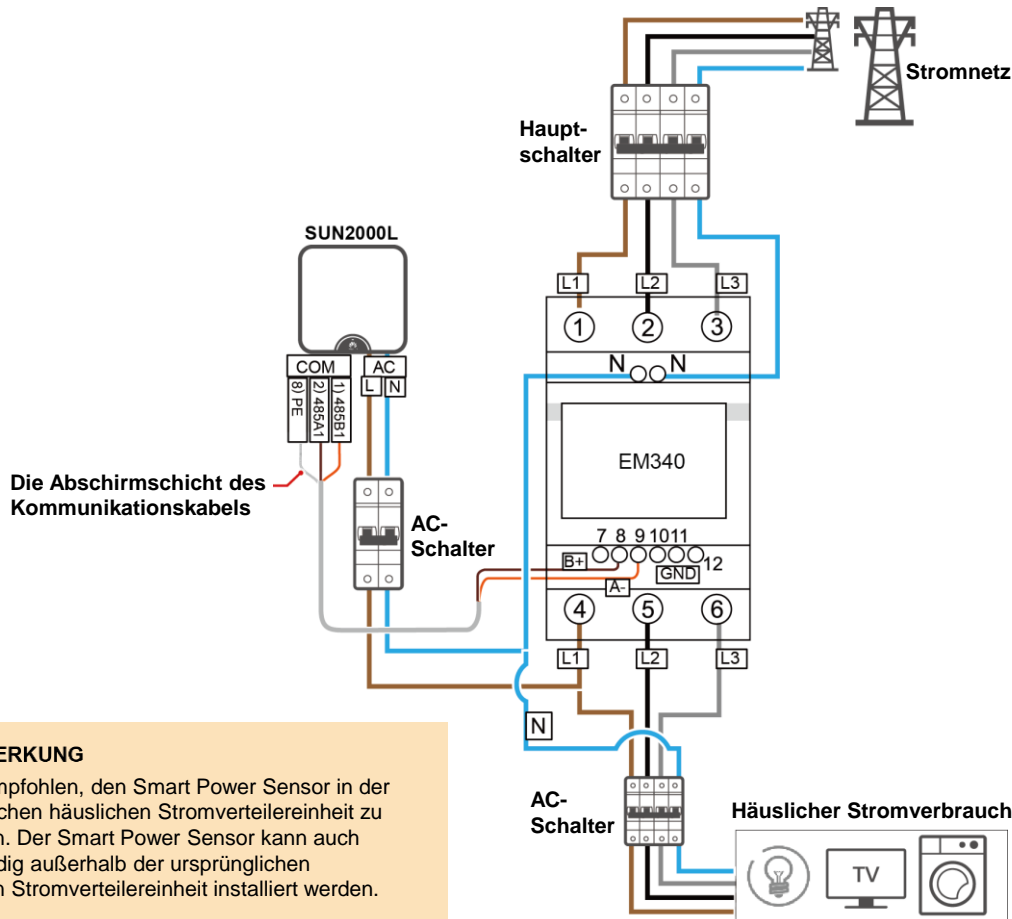 Stromnetz
Haupt-
schalter
SUN2000L
L1
L2
L3
1
2
3
COM
AC
L
N
8) PE
2) 485A1
1) 485B1
N
N
EM340
Die Abschirmschicht des
Kommunikationskabels
AC-
Schalter
7 8 9 10 11
12
B+
GND
A-
4
5
6
L1
L2
L3
N
ERKUNG
mpfohlen, den Smart Power Sensor in der
chen häuslichen Stromverteilereinheit zu
n. Der Smart Power Sensor kann auch
dig außerhalb der ursprünglichen
n Stromverteilereinheit installiert werden.
AC-
Schalter
Häuslicher Stromverbrauch
TV